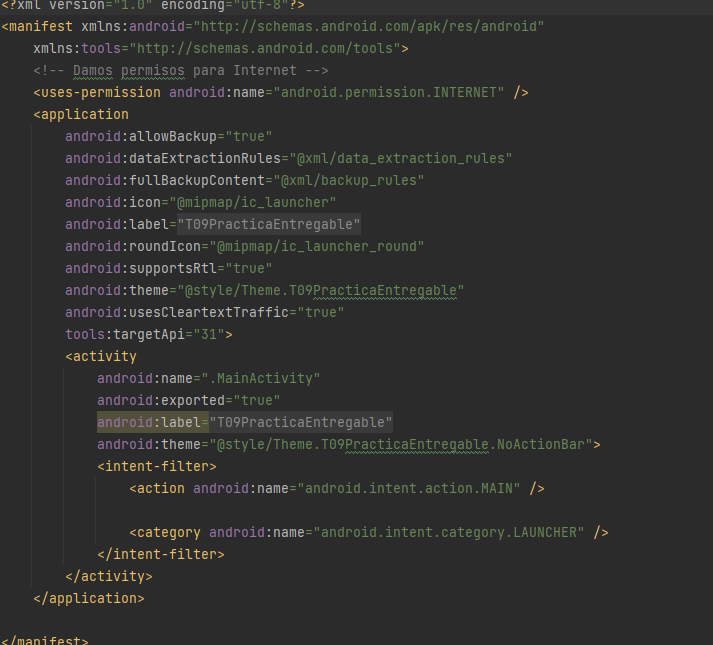 <?xml version="1.0" encoding="utf-8"?>
<manifest xmlns:android="http://schemas.android.com/apk/res/android"
    xmlns:tools="http://schemas.android.com/tools">
    <!-- Damos permisos para Internet -->
    <uses-permission android:name="android.permission.INTERNET" />
    <application
        android:allowBackup="true"
        android:dataExtractionRules="@xml/data_extraction_rules"
        android:fullBackupContent="@xml/backup_rules"
        android:icon="@mipmap/ic_launcher"
        android:label="T09PracticaEntregable"
        android:roundIcon="@mipmap/ic_launcher_round"
        android:supportsRtl="true"
        android:theme="@style/Theme.T09PracticaEntregable"
        android:usesCleartextTraffic="true"
        tools:targetApi="31">
        <activity
            android:name=".MainActivity"
            android:exported="true"
            android:label="T09PracticaEntregable"
            android:theme="@style/Theme.T09PracticaEntregable.NoActionBar">
            <intent-filter>
                <action android:name="android.intent.action.MAIN" />

                <category android:name="android.intent.category.LAUNCHER" />
            </intent-filter>
        </activity>
    </application>

</manifest>